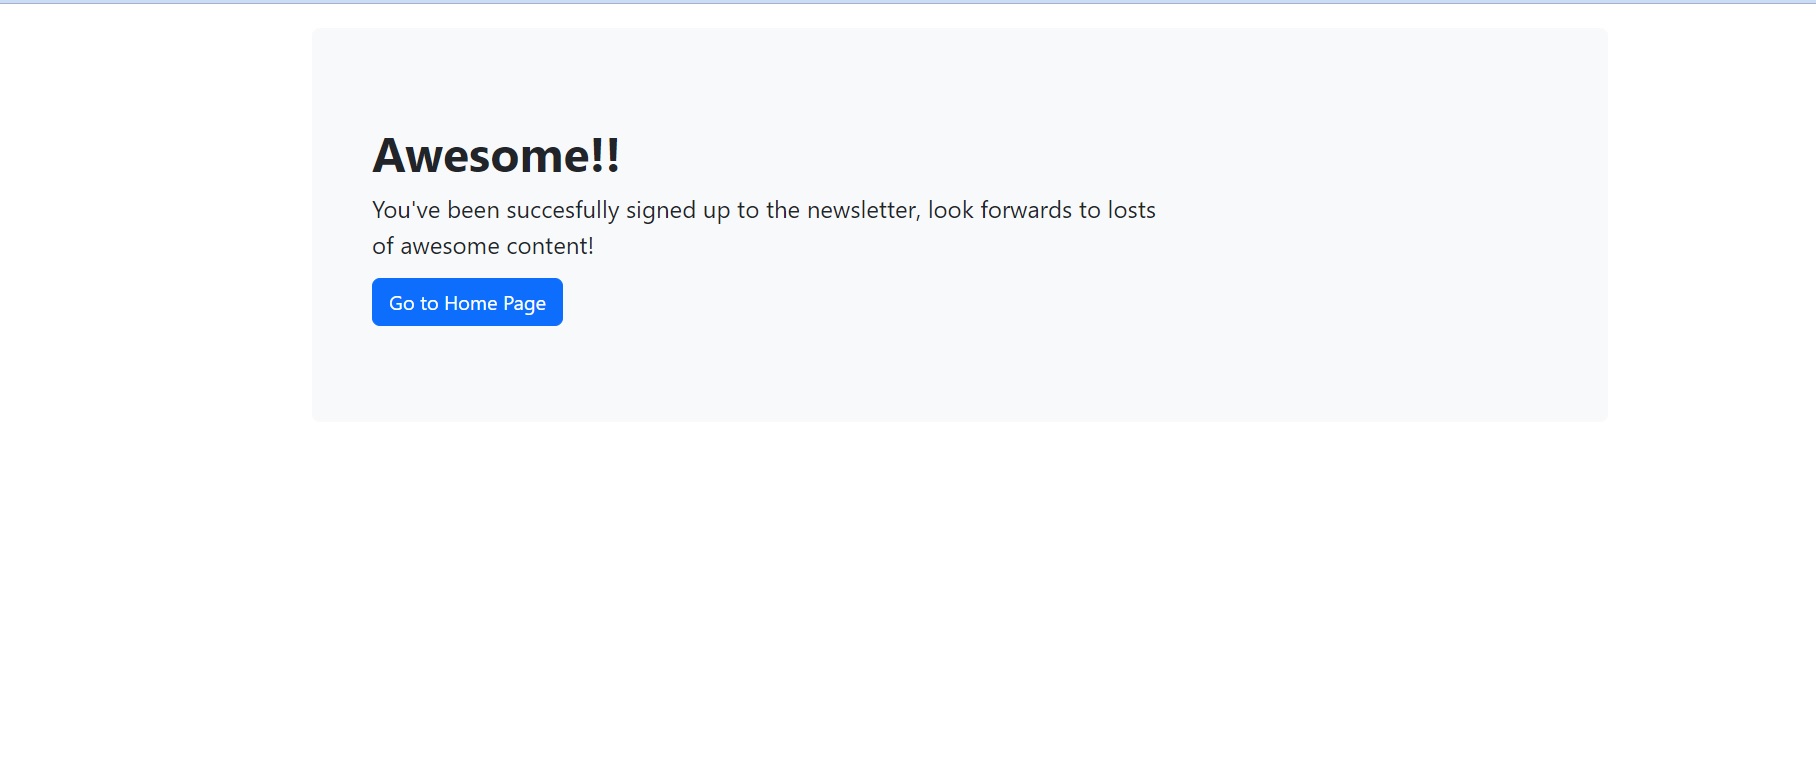 Awesome!!
You've been succesfully signed up to the newsletter, look forwards to losts
of awesome content!
Go to Home Page